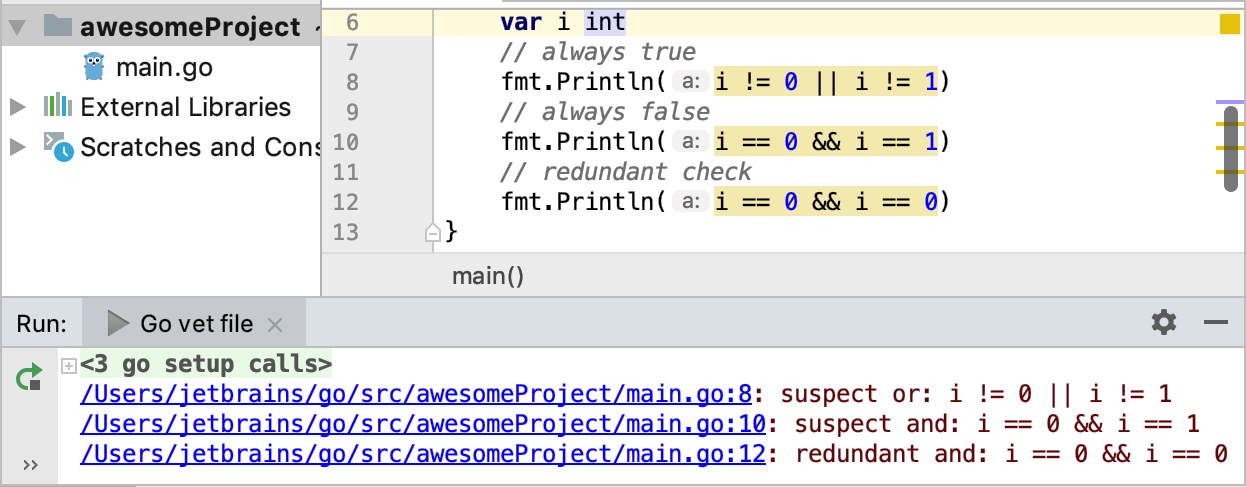 awesomeProject
main.go
External Libraries
Scratches and Cons
6 var i int
7 // always true
8 fmt.Println( a: i != 0 || i != 1)
9 // always false
10 fmt.Println( a: i == 0 && i == 1)
11 // redundant check
12 fmt.Println( a: i == 0 && i == 0)
13 }
main()
Run: Go vet file
<3 go setup calls>
/Users/jetbrains/go/src/awesomeProject/main.go:8: suspect or: i != 0 || i != 1
/Users/jetbrains/go/src/awesomeProject/main.go:10: suspect and: i == 0 && i == 1
/Users/jetbrains/go/src/awesomeProject/main.go:12: redundant and: i == 0 && i == 0